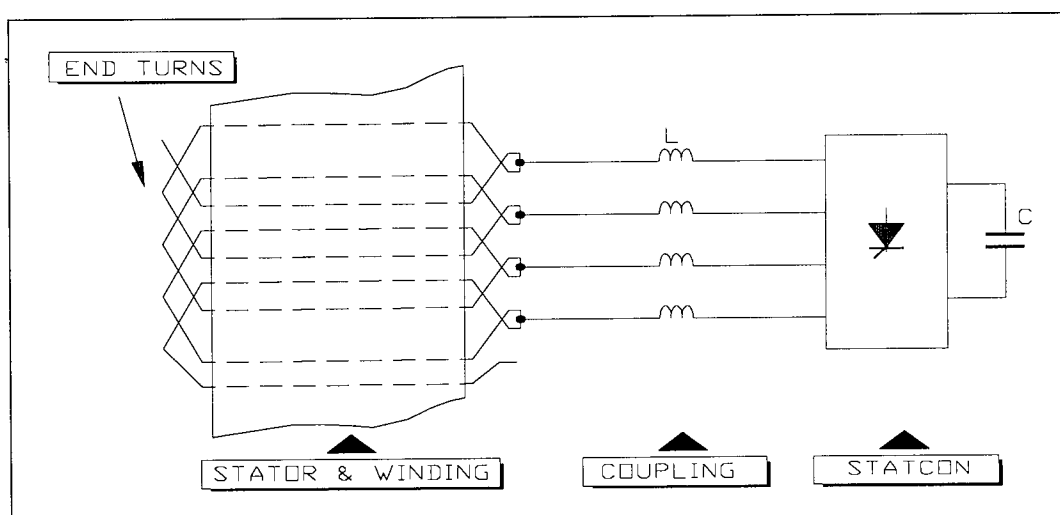 END TURNS
L
C
STATOR & WINDING
COUPLING
STATCON